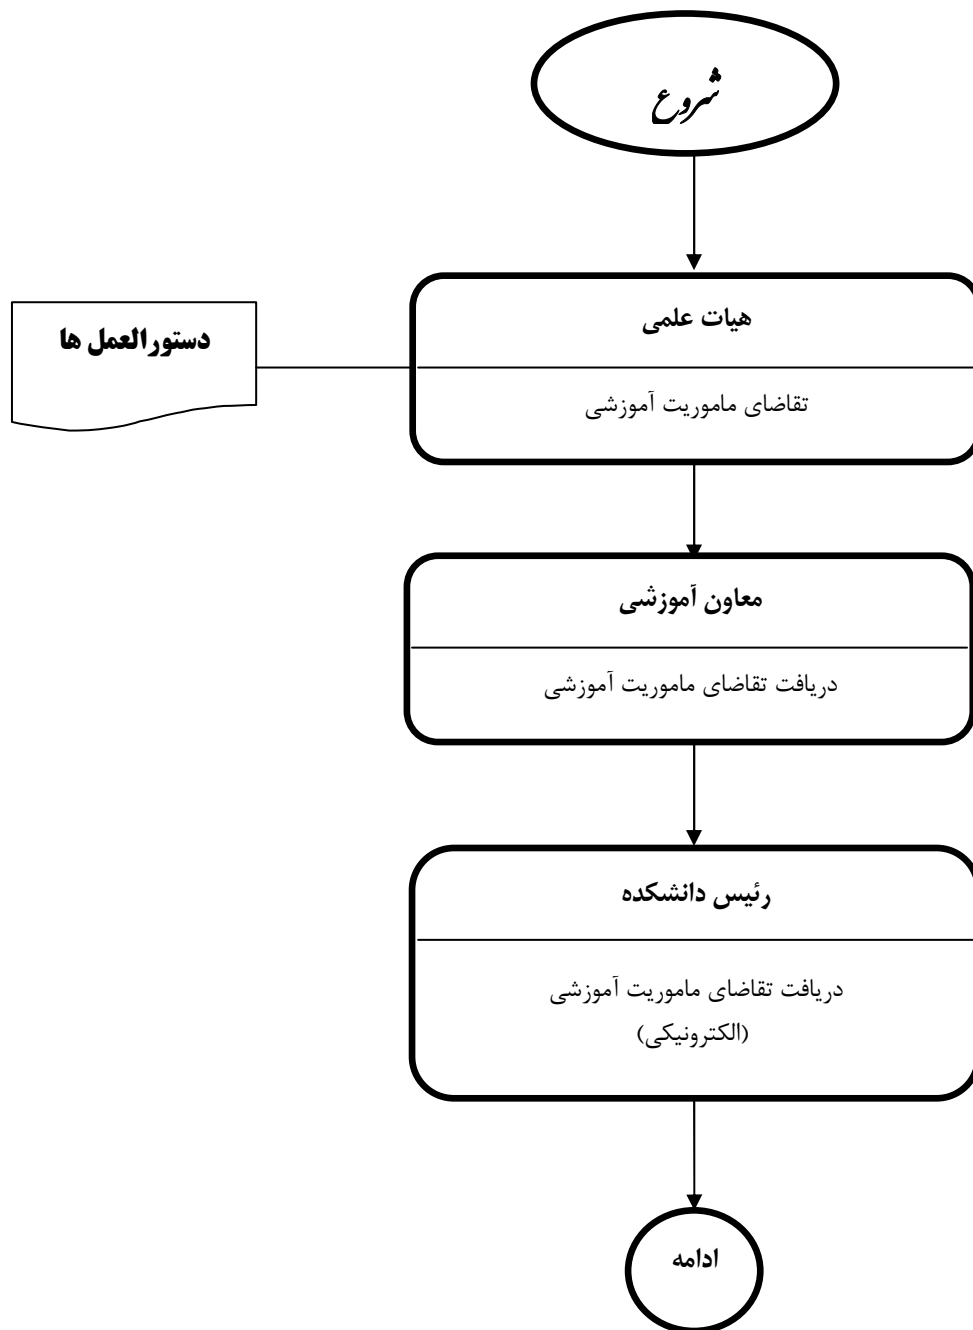 شروع
هیات علمی
دستورالعمل ها
تقاضای ماموریت آموزشی
معاون آموزشی
دریافت تقاضای ماموریت آموزشی
رئیس دانشکده
دریافت تقاضای ماموریت آموزشی
(الکترونیکی)
ادامه